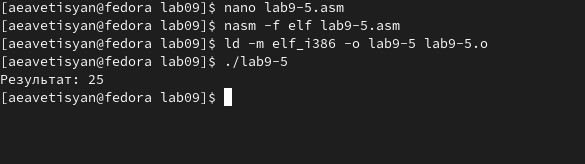 [aeavetisyan@fedora lab09]$ nano lab9-5.asm
[aeavetisyan@fedora lab09]$ nasm -f elf lab9-5.asm
[aeavetisyan@fedora lab09]$ ld -m elf_i386 -o lab9-5 lab9-5.o
[aeavetisyan@fedora lab09]$ ./lab9-5
Результат: 25
[aeavetisyan@fedora lab09]$